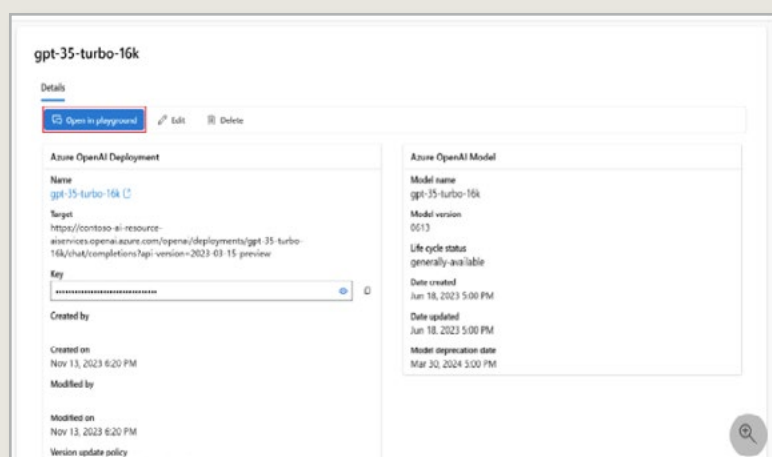 gpt-35-turbo-16k
Details
Open in playground
Edit
Delete
Azure OpenAI Deployment
Name
gpt-35-turbo-16k
Target
https://contoso-ai-resource-
aiservices.openai.azure.com/openai/deployments/gpt-35-turbo-
16k/chat/completions?api-version=2023-03-15-preview
Key
Created by
Created on
Nov 13, 2023 6:20 PM
Modified by
Modified on
Nov 13, 2023 6:20 PM
Version update policy
Azure OpenAI Model
Model name
gpt-35-turbo-16k
Model version
0613
Life cycle status
generally-available
Date created
Jun 18, 2023 5:00 PM
Date updated
Jun 18, 2023 5:00 PM
Model deprecation date
Mar 30, 2024 5:00 PM